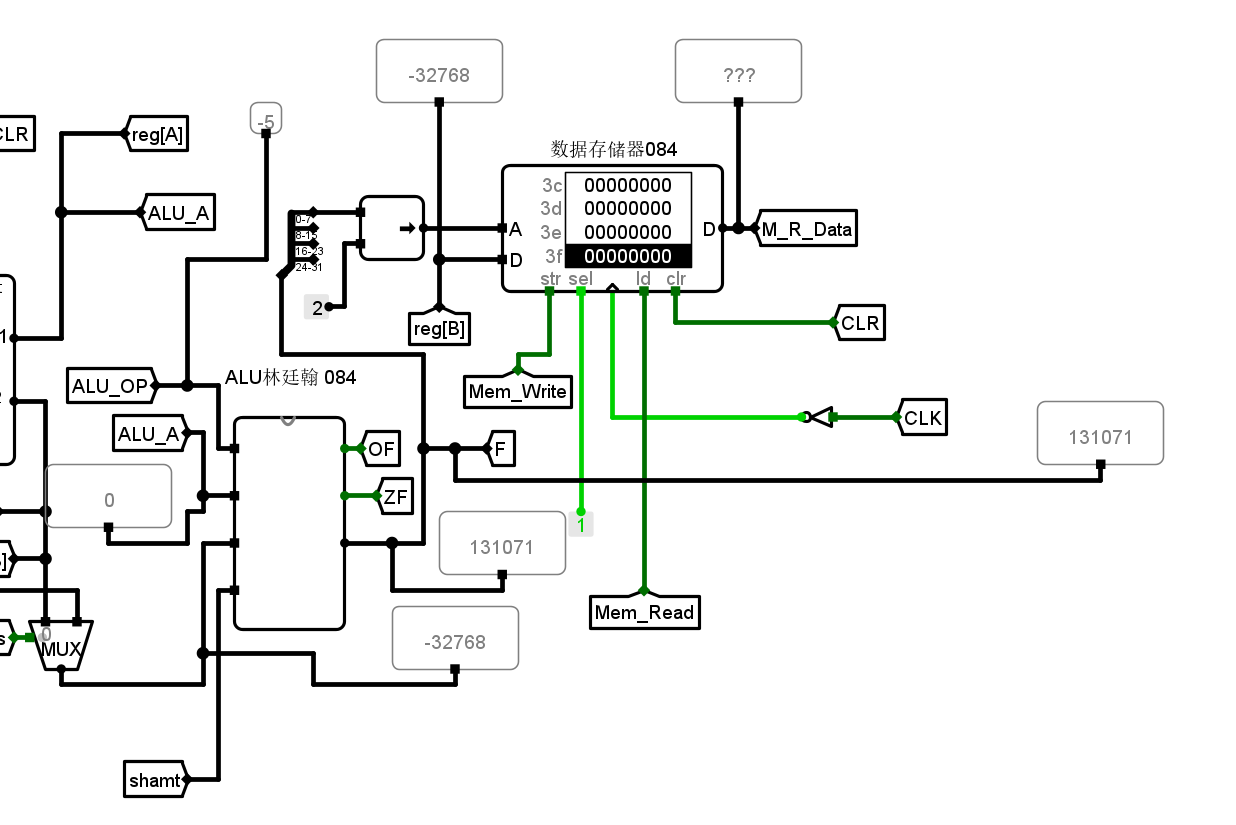 -32768
???
-5
CLR
reg[A]
数据存储器084
3c 00000000
3d 00000000
3e 00000000
3f 00000000
A
D
D
str sel ld clr
M_R_Data
ALU_A
0-7
8-15
16-23
24-31
2
reg[B]
CLR
1
ALU_OP
ALU林廷翰 084
Mem_Write
CLK
ALU_A
OF
F
131071
0
ZF
131071
1
Mem_Read
-32768
0
MUX
s
shamt